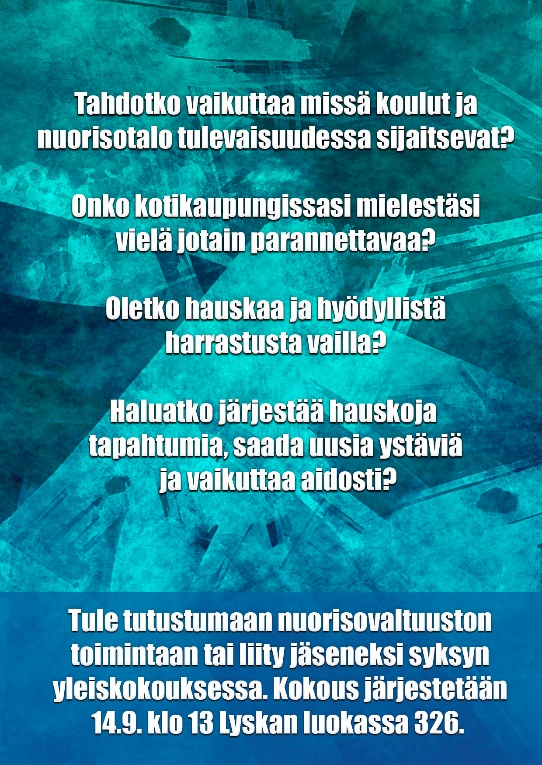 Tahdotko vaikuttaa missä koulut ja
nuorisotalo tulevaisuudessa sijaitsevat?
Onko kotikaupungissasi mielestäsi
vielä jotain parannettavaa?
Oletko hauskaa ja hyödyllistä
harrastusta vailla?
Haluatko järjestää hauskoja
tapahtumia, saada uusia ystäviä
ja vaikuttaa aidosti?
Tule tutustumaan nuorisovaltuuston
toimintaan tai liity jäseneksi syksyn
yleiskokouksessa. Kokous järjestetään
14.9. klo 13 Lyskan luokassa 326.